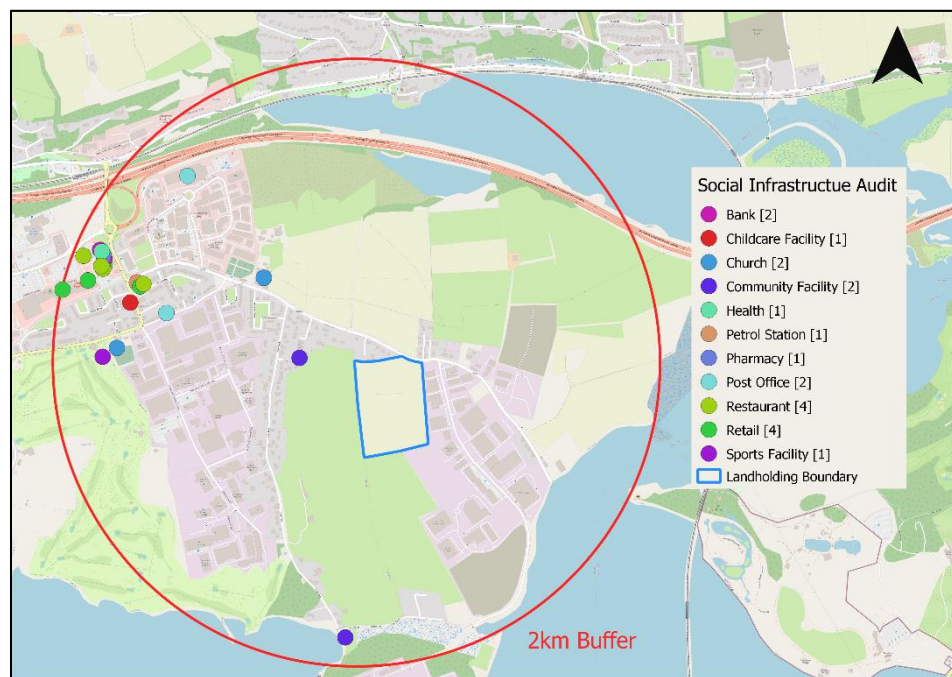 Social Infrastructue Audit
Bank [2]
Childcare Facility [1]
Church [2]
Community Facility [2]
Health [1]
Petrol Station [1]
Pharmacy [1]
Post Office [2]
Restaurant [4]
Retail [4]
Sports Facility [1]
Landholding Boundary
2km Buffer